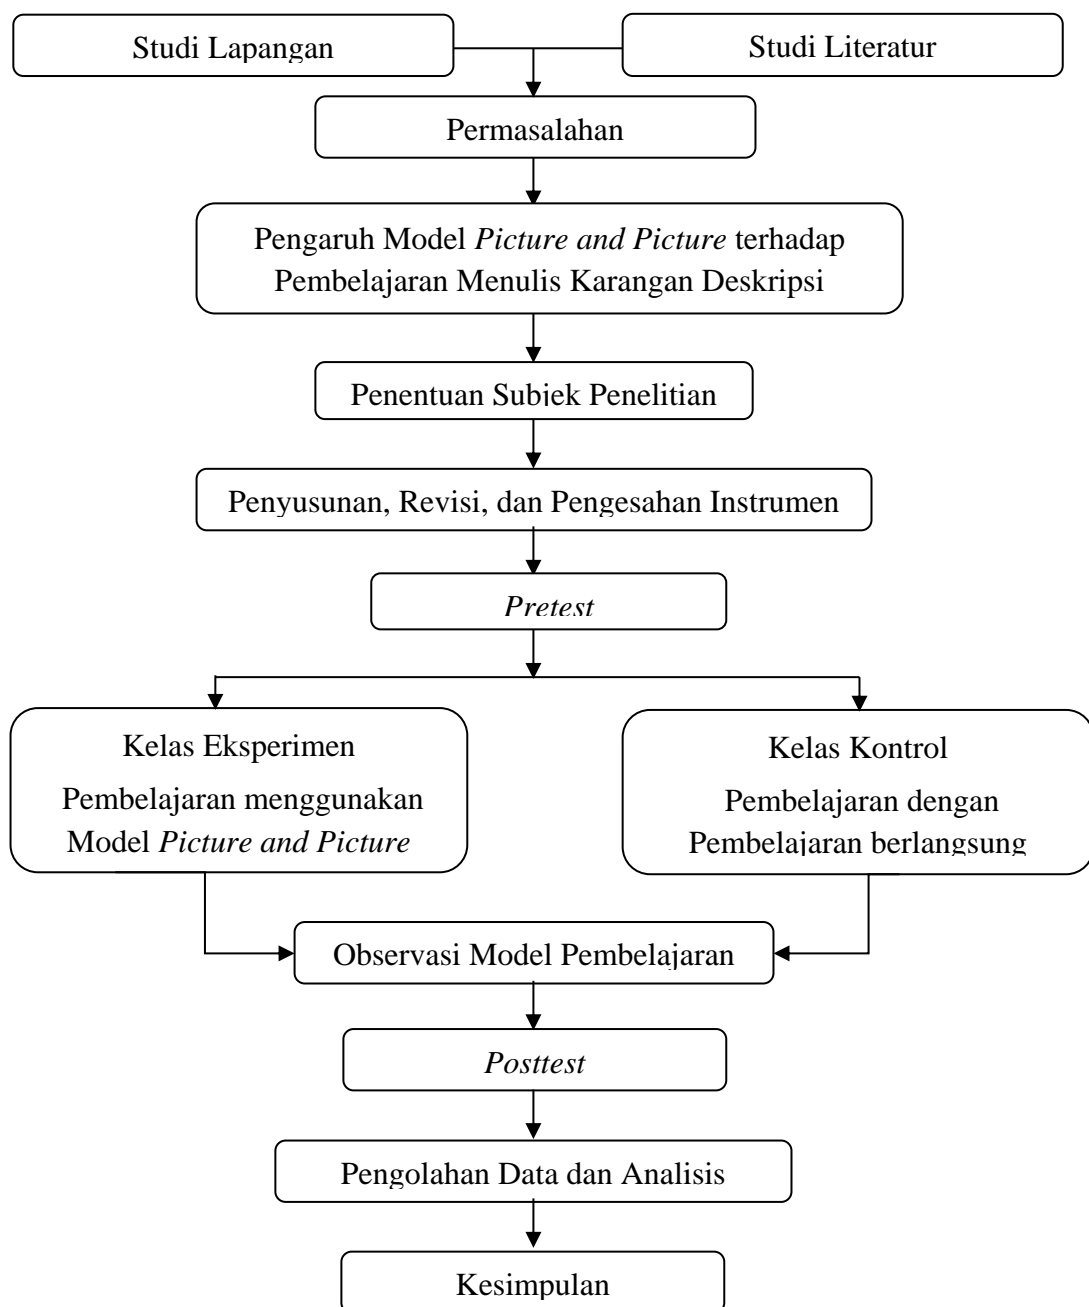 Studi Lapangan
Studi Literatur
Permasalahan
Pengaruh Model Picture and Picture terhadap
Pembelajaran Menulis Karangan Deskripsi
Penentuan Subjek Penelitian
Penyusunan, Revisi, dan Pengesahan Instrumen
Pretest
Kelas Eksperimen
Pembelajaran menggunakan
Model Picture and Picture
Kelas Kontrol
Pembelajaran dengan
Pembelajaran berlangsung
Observasi Model Pembelajaran
Posttest
Pengolahan Data dan Analisis
Kesimpulan